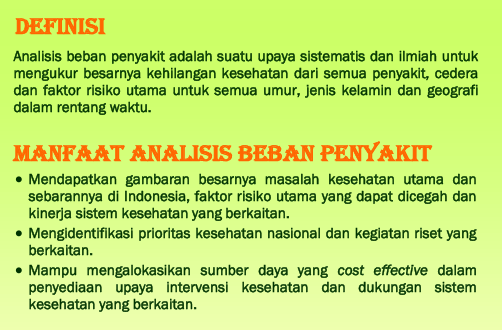 DEFINISI
Analisis beban penyakit adalah suatu upaya sistematis dan ilmiah untuk
mengukur besarnya kehilangan kesehatan dari semua penyakit, cedera
dan faktor risiko utama untuk semua umur, jenis kelamin dan geografi
dalam rentang waktu.
MANFAAT ANALISIS BEBAN PENYAKIT
• Mendapatkan gambaran besarnya masalah kesehatan utama dan
sebarannya di Indonesia, faktor risiko utama yang dapat dicegah dan
kinerja sistem kesehatan yang berkaitan.
• Mengidentifikasi prioritas kesehatan nasional dan kegiatan riset yang
berkaitan.
• Mampu mengalokasikan sumber daya yang cost effective dalam
penyediaan upaya intervensi kesehatan dan dukungan sistem
kesehatan yang berkaitan.